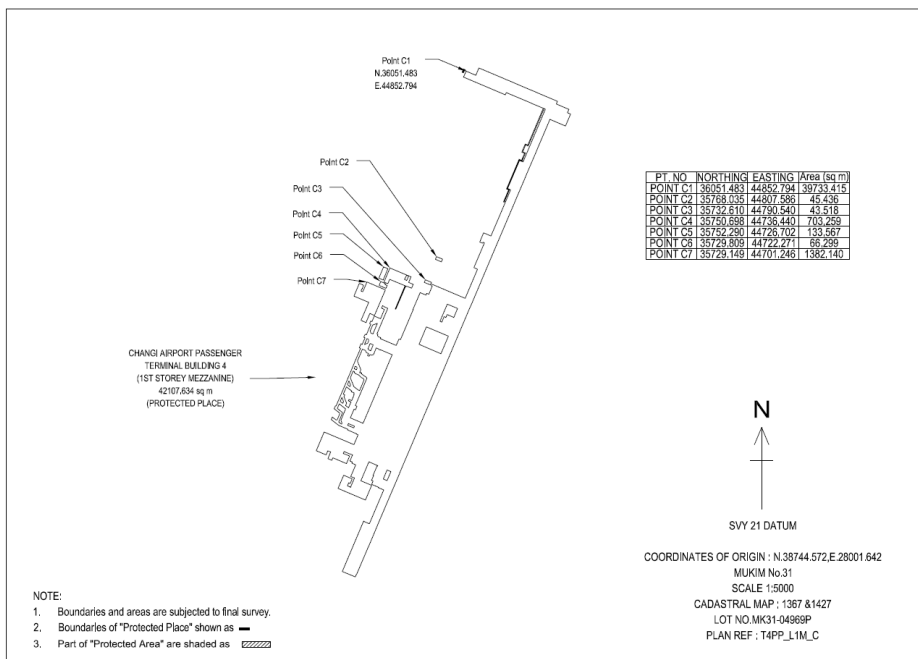 Point C1
N.36051.483
E.44852.794
Point C2
Point C3
Point C4
Point C5
Point C6
Point C7
PT. NO NORTHING EASTING Area (sq m)
POINT C1 36051.483 44852.794 39733.415
POINT C2 35768.035 44807.586 45.436
POINT C3 35732.610 44790.540 43.518
POINT C4 35750.698 44736.440 703.259
POINT C5 35752.290 44726.702 133.567
POINT C6 35729.809 44722.271 66.299
POINT C7 35729.149 44701.246 1382.140
CHANGI AIRPORT PASSENGER
TERMINAL BUILDING 4
(1ST STOREY MEZZANINE)
42107.634 sq m
(PROTECTED PLACE)
N
SVY 21 DATUM
COORDINATES OF ORIGIN : N.38744.572,E.28001.642
MUKIM No.31
SCALE 1:5000
CADASTRAL MAP : 1367 &1427
LOT NO.MK31-04969P
PLAN REF : T4PP_L1M_C
NOTE:
1. Boundaries and areas are subjected to final survey.
2. Boundaries of "Protected Place" shown as
3. Part of "Protected Area" are shaded as